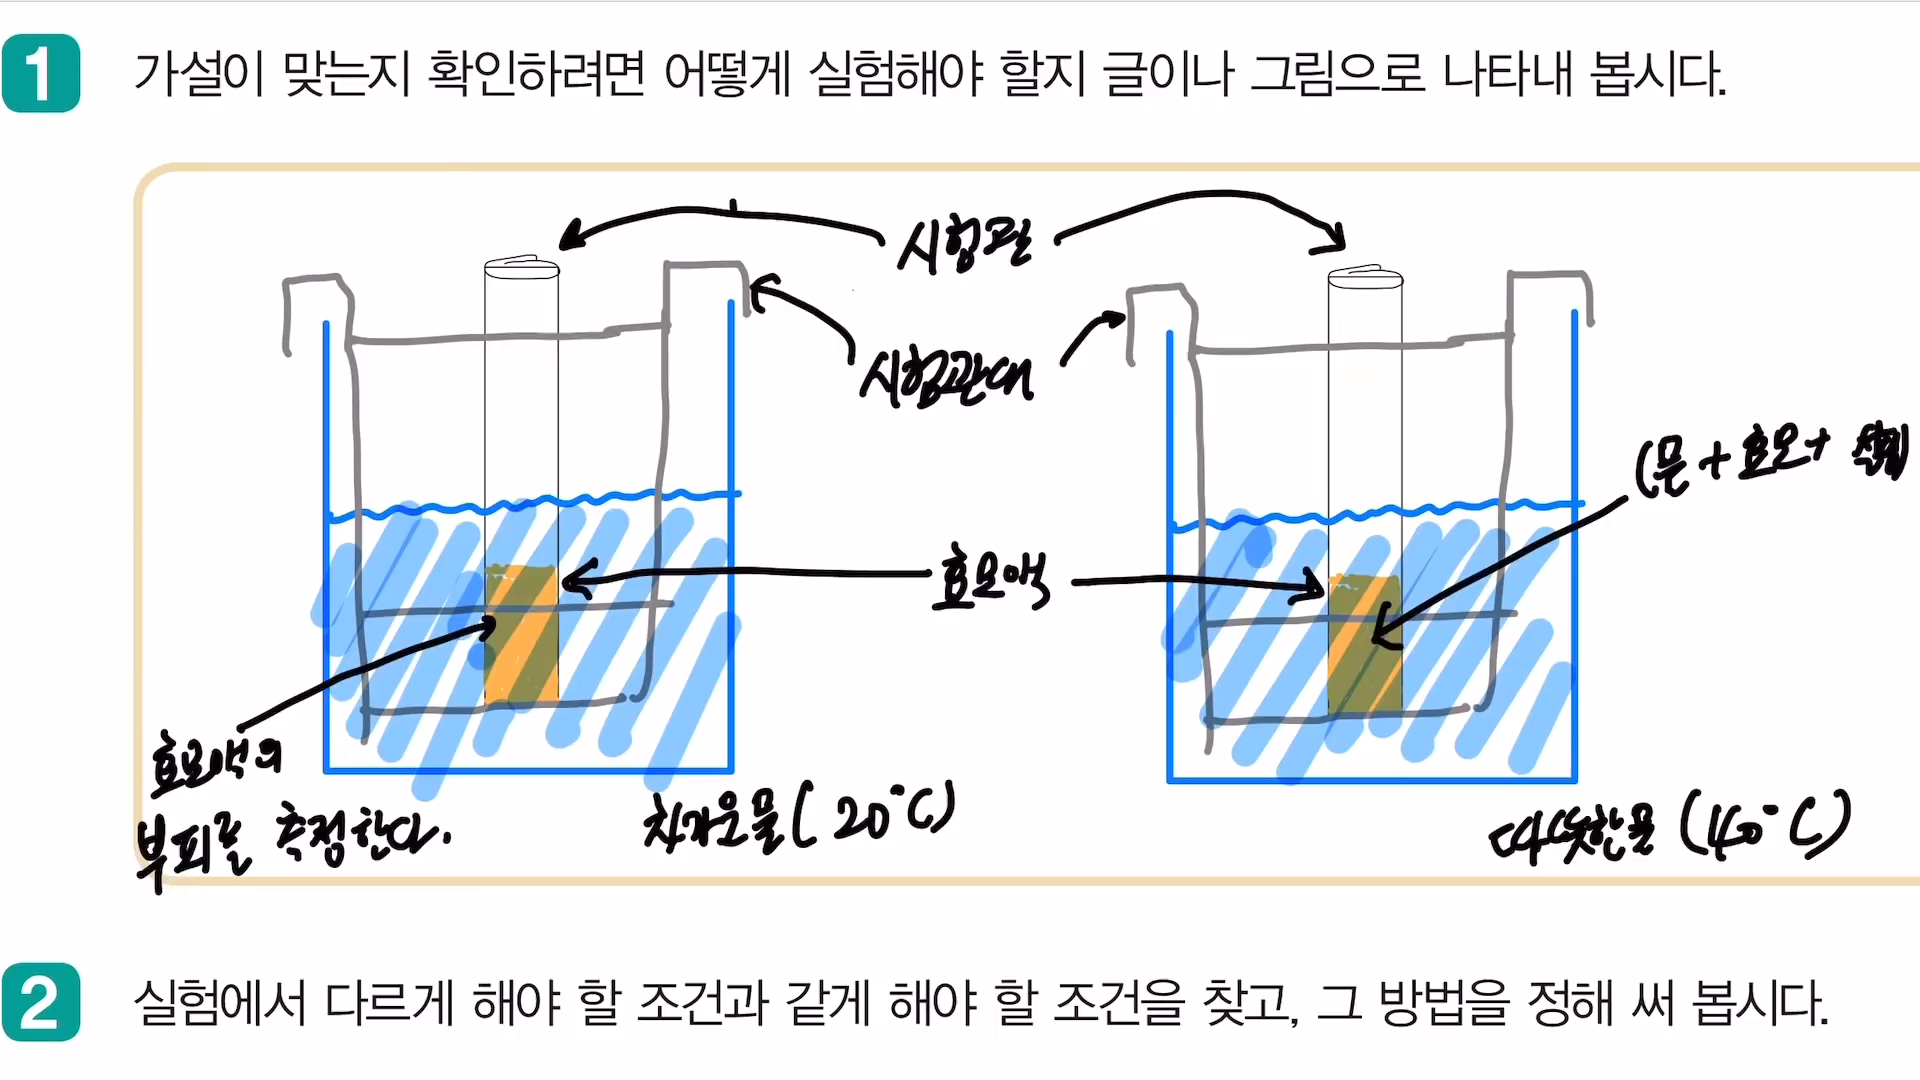 1 가설이 맞는지 확인하려면 어떻게 실험해야 할지 글이나 그림으로 나타내 봅시다.
시험관
시험관대
(물 + 효모 +
효모액
효모액의
부피를 측정한다.
차가운물 (20°C)
따뜻한물 (40°C)
2 실험에서 다르게 해야 할 조건과 같게 해야 할 조건을 찾고, 그 방법을 정해 써 봅시다.